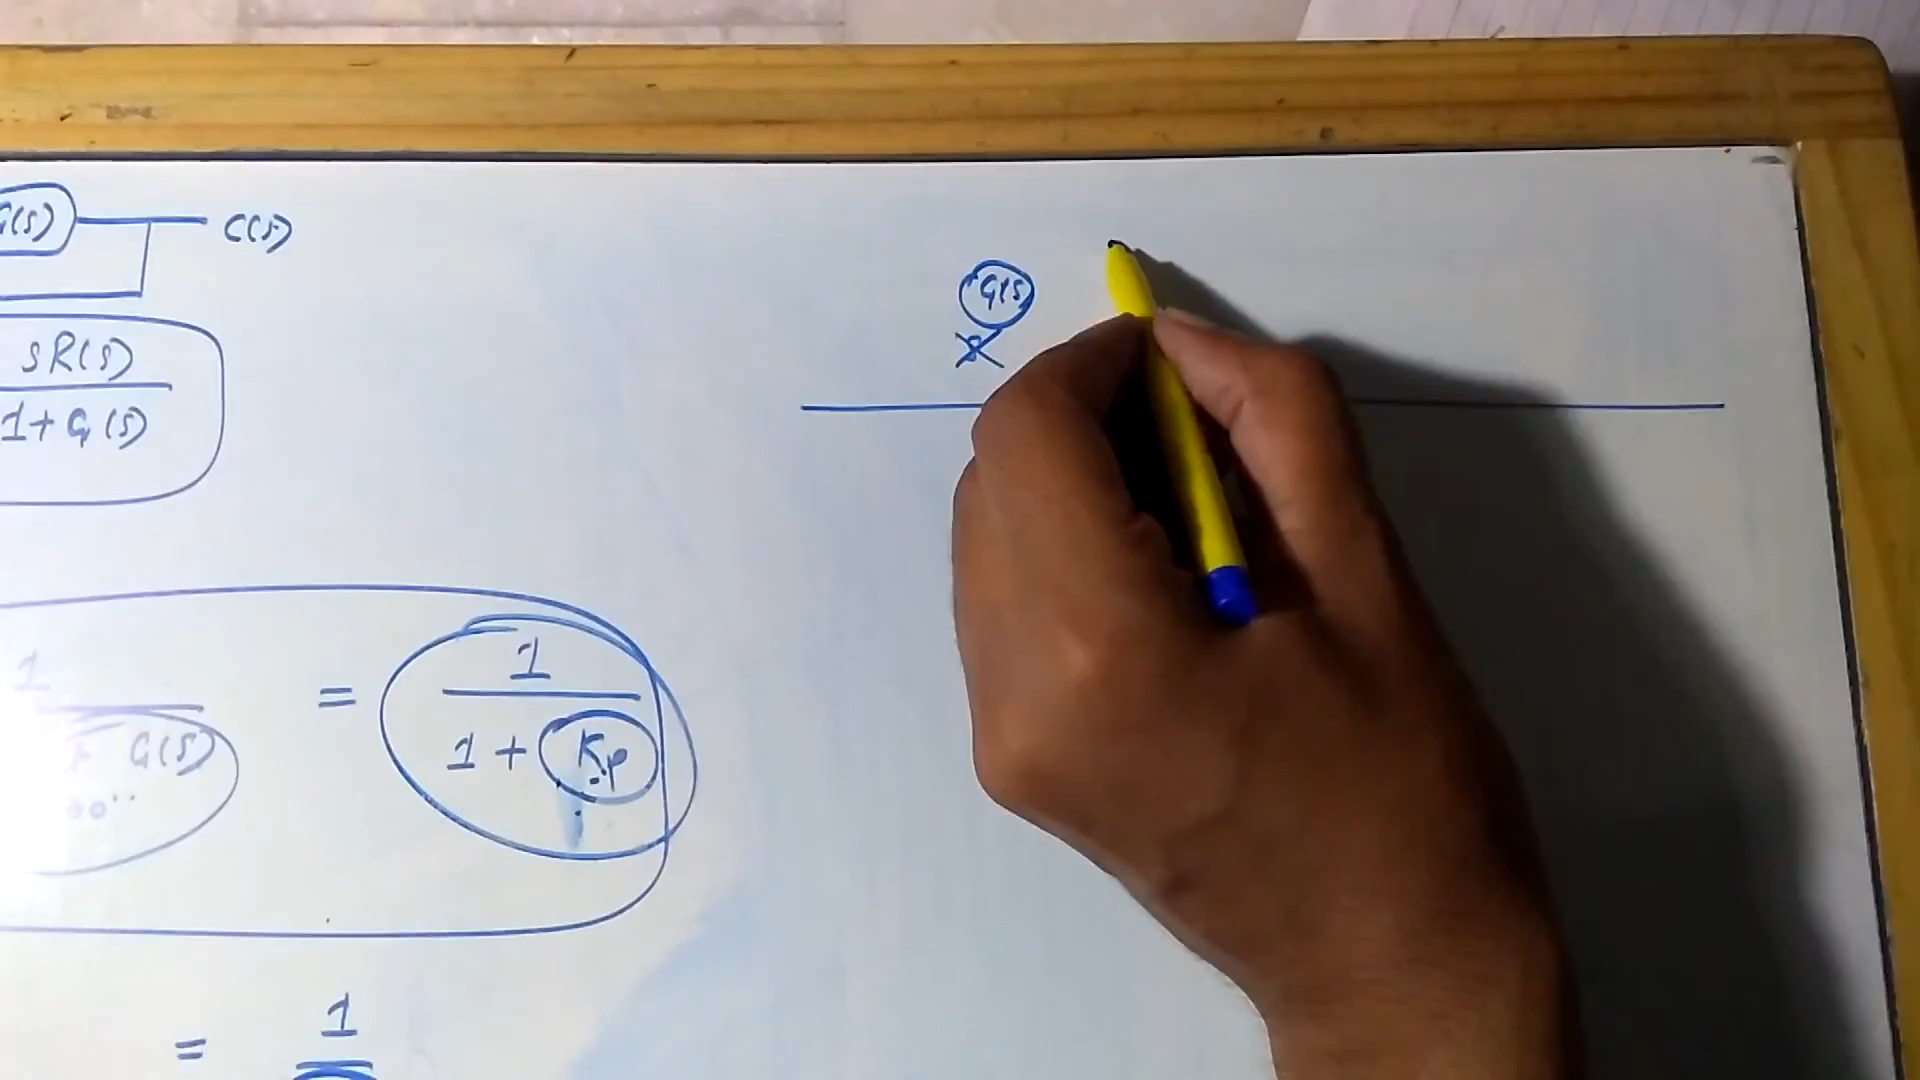 G(s) C(s)
sR(s)
1 + G(s)
G(s)
1
G(s)
= 1
1 + Kp
= 1